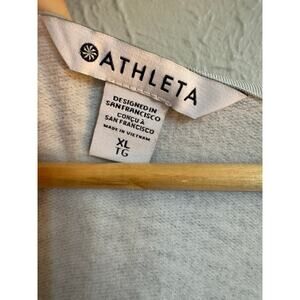 ATHLETA
DESIGNED IN
SAN FRANCISCO
CONÇU À
SAN FRANCISCO
MADE IN VIETNAM
XL
TG